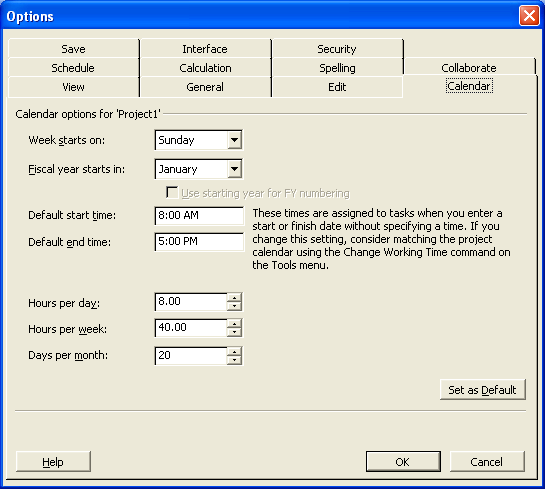 Options
Save Interface Security
Schedule Calculation Spelling Collaborate
View General Edit Calendar
Calendar options for 'Project1'
Week starts on: Sunday
Fiscal year starts in: January
Use starting year for FY numbering
Default start time: 8:00 AM
Default end time: 5:00 PM
These times are assigned to tasks when you enter a
start or finish date without specifying a time. If you
change this setting, consider matching the project
calendar using the Change Working Time command on
the Tools menu.
Hours per day: 8.00
Hours per week: 40.00
Days per month: 20
Set as Default
Help OK Cancel